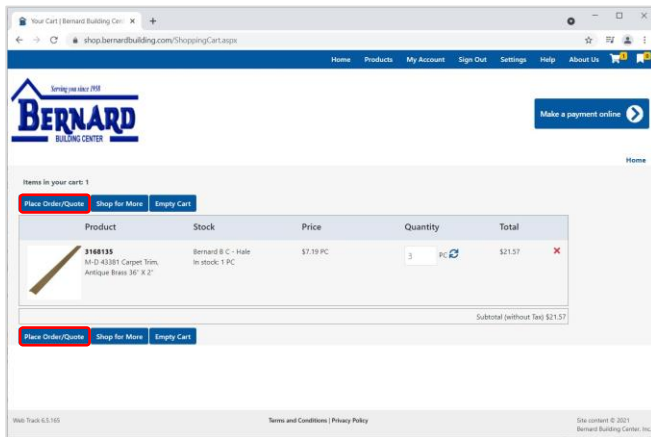 Your Cart | Bernard Building Cen
shop.bernardbuilding.com/ShoppingCart.aspx
Home Products My Account Sign Out Settings Help About Us
Serving you since 1958
BERNARD
BUILDING CENTER
Make a payment online
Home
Items in your cart: 1
Place Order/Quote Shop for More Empty Cart
Product Stock Price Quantity Total
3168135 Bernard B C - Hale $7.19 PC 3 PC $21.57
M-D 43381 Carpet Trim, In stock: 1 PC
Antique Brass 36" X 2"
Subtotal (without Tax) $21.57
Place Order/Quote Shop for More Empty Cart
Web Track 6.5.165 Terms and Conditions | Privacy Policy Site content © 2021
Bernard Building Center, Inc.